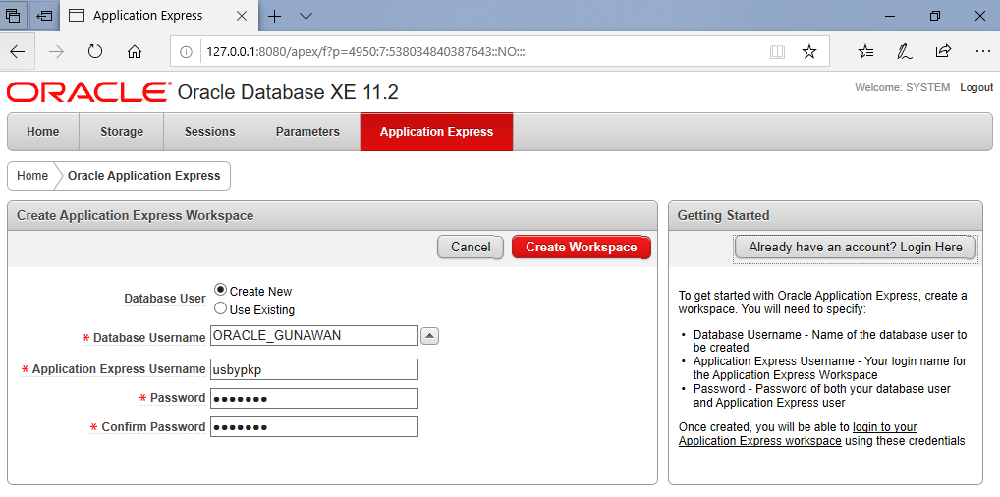 Application Express
127.0.0.1:8080/apex/f?p=4950:7:538034840387643::NO:::
ORACLE Oracle Database XE 11.2
Welcome: SYSTEM Logout
Home Storage Sessions Parameters Application Express
Home Oracle Application Express
Create Application Express Workspace
Cancel Create Workspace
Database User
Create New
Use Existing
* Database Username ORACLE_GUNAWAN
* Application Express Username usbypkp
* Password •••••••
* Confirm Password •••••••
Getting Started
Already have an account? Login Here
To get started with Oracle Application Express, create a
workspace. You will need to specify:
• Database Username - Name of the database user to
be created
• Application Express Username - Your login name for
the Application Express Workspace
• Password - Password of both your database user
and Application Express user
Once created, you will be able to login to your
Application Express workspace using these credentials